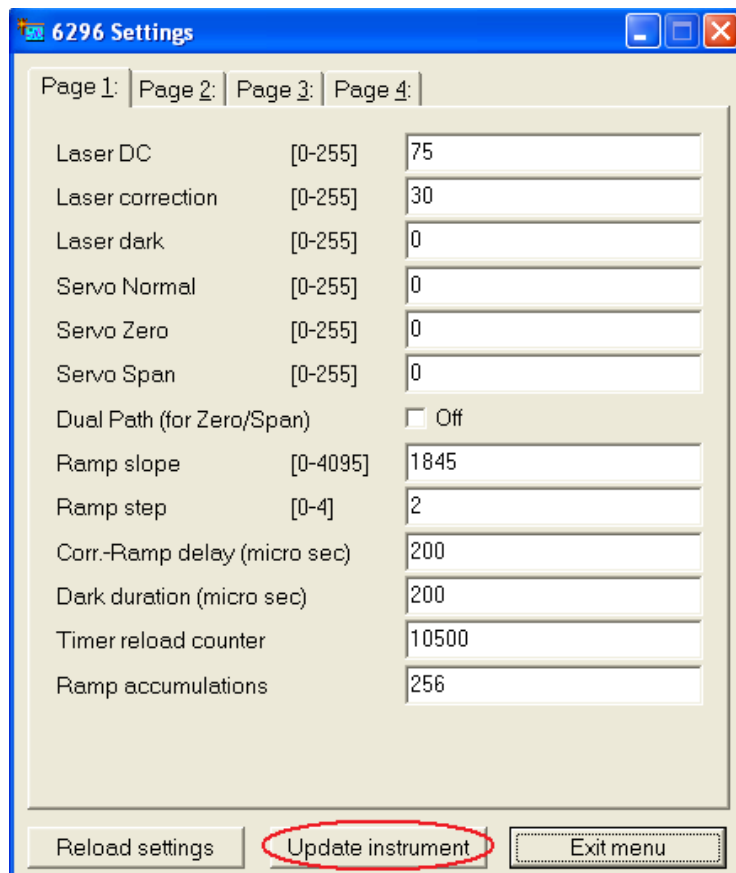 6296 Settings
Page 1: Page 2: Page 3: Page 4:
Laser DC [0-255] 75
Laser correction [0-255] 30
Laser dark [0-255] 0
Servo Normal [0-255] 0
Servo Zero [0-255] 0
Servo Span [0-255] 0
Dual Path (for Zero/Span) Off
Ramp slope [0-4095] 1845
Ramp step [0-4] 2
Corr.-Ramp delay (micro sec) 200
Dark duration (micro sec) 200
Timer reload counter 10500
Ramp accumulations 256
Reload settings Update instrument Exit menu